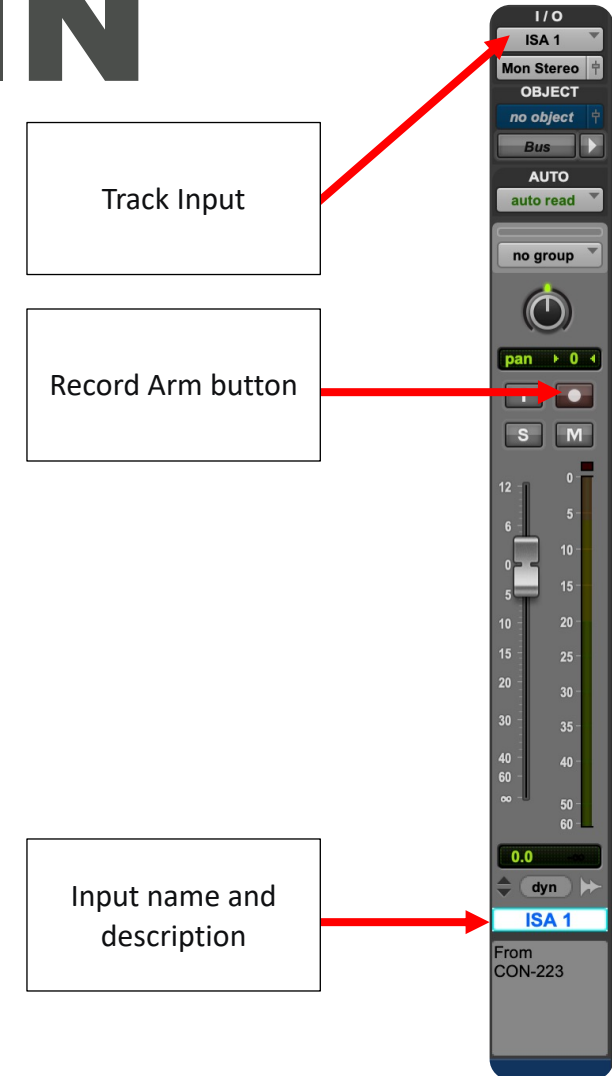 IN
Track Input
Record Arm button
Input name and
description
I / O
ISA 1
Mon Stereo
OBJECT
no object
Bus
AUTO
auto read
no group
pan 0
I
S M
12
6
0
5
10
15
20
30
40
60
∞
0
5
10
15
20
25
30
35
40
50
60
0.0 -∞
dyn
ISA 1
From
CON-223